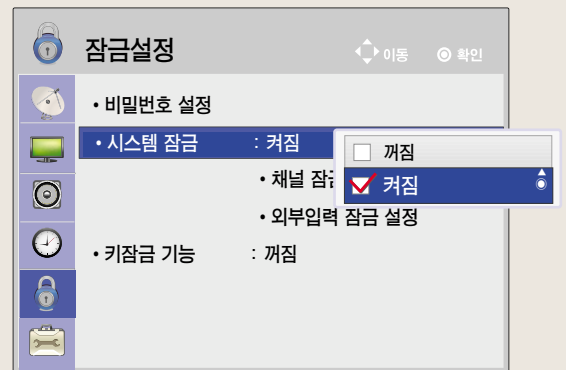 잠금설정
이동 확인
• 비밀번호 설정
• 시스템 잠금 : 켜짐
꺼짐
켜짐
• 채널 잠금
• 외부입력 잠금 설정
• 키잠금 기능 : 꺼짐